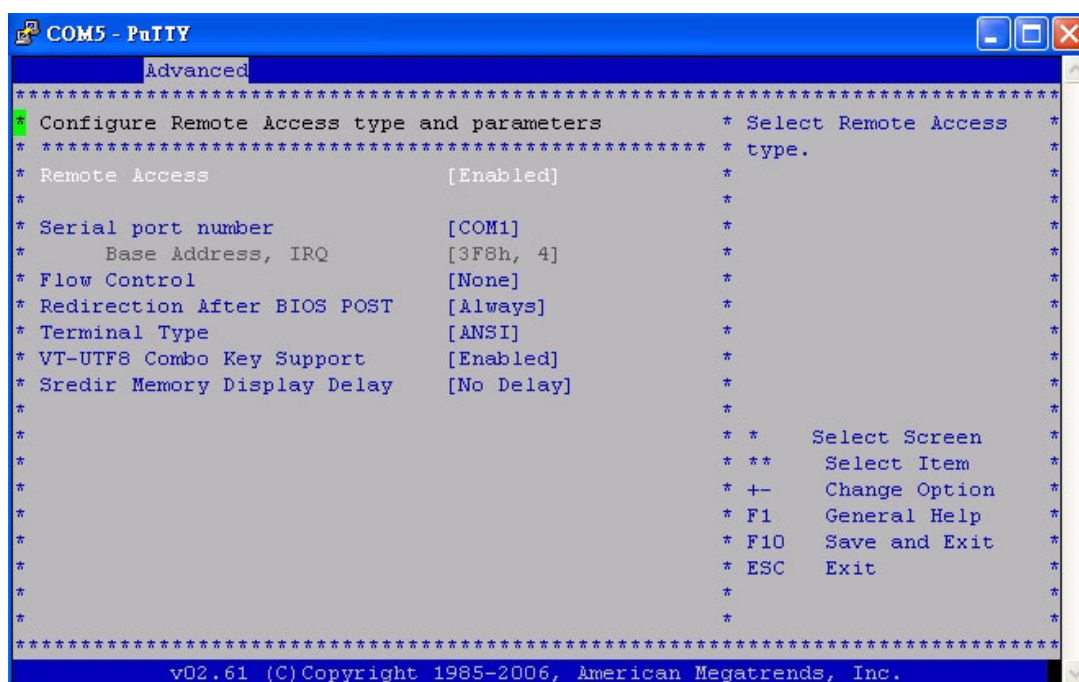 COM5 - PuTTY
Advanced
********************************************************************************
* Configure Remote Access type and parameters * Select Remote Access *
* *************************************************** * type. *
* Remote Access [Enabled] * *
* * *
* Serial port number [COM1] * *
* Base Address, IRQ [3F8h, 4] * *
* Flow Control [None] * *
* Redirection After BIOS POST [Always] * *
* Terminal Type [ANSI] * *
* VT-UTF8 Combo Key Support [Enabled] * *
* Sredir Memory Display Delay [No Delay] * *
* * *
* * * Select Screen *
* * ** Select Item *
* * +- Change Option *
* * F1 General Help *
* * F10 Save and Exit *
* * ESC Exit *
* * *
* * *
********************************************************************************
v02.61 (C)Copyright 1985-2006, American Megatrends, Inc.